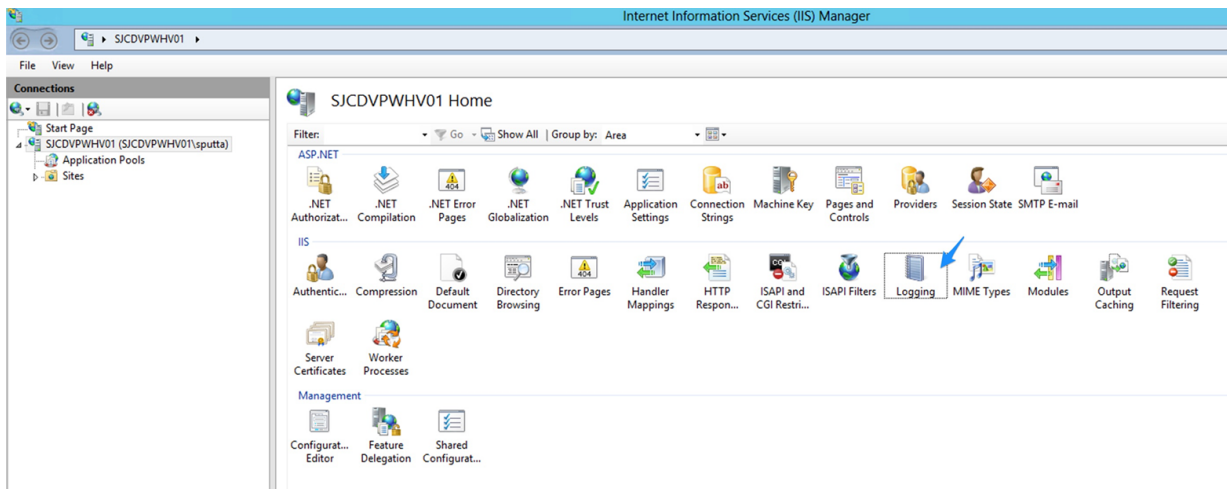 Internet Information Services (IIS) Manager
SJCDVPWHV01
File View Help
Connections
Start Page
SJCDVPWHV01 (SJCDVPWHV01\sputta)
Application Pools
Sites
SJCDVPWHV01 Home
Filter: Go Show All Group by: Area
ASP.NET
.NET Authorizat...
.NET Compilation
.NET Error Pages
.NET Globalization
.NET Trust Levels
Application Settings
Connection Strings
Machine Key
Pages and Controls
Providers
Session State
SMTP E-mail
IIS
Authentic...
Compression
Default Document
Directory Browsing
Error Pages
Handler Mappings
HTTP Respon...
ISAPI and CGI Restri...
ISAPI Filters
Logging
MIME Types
Modules
Output Caching
Request Filtering
Server Certificates
Worker Processes
Management
Configurat... Editor
Feature Delegation
Shared Configurat...